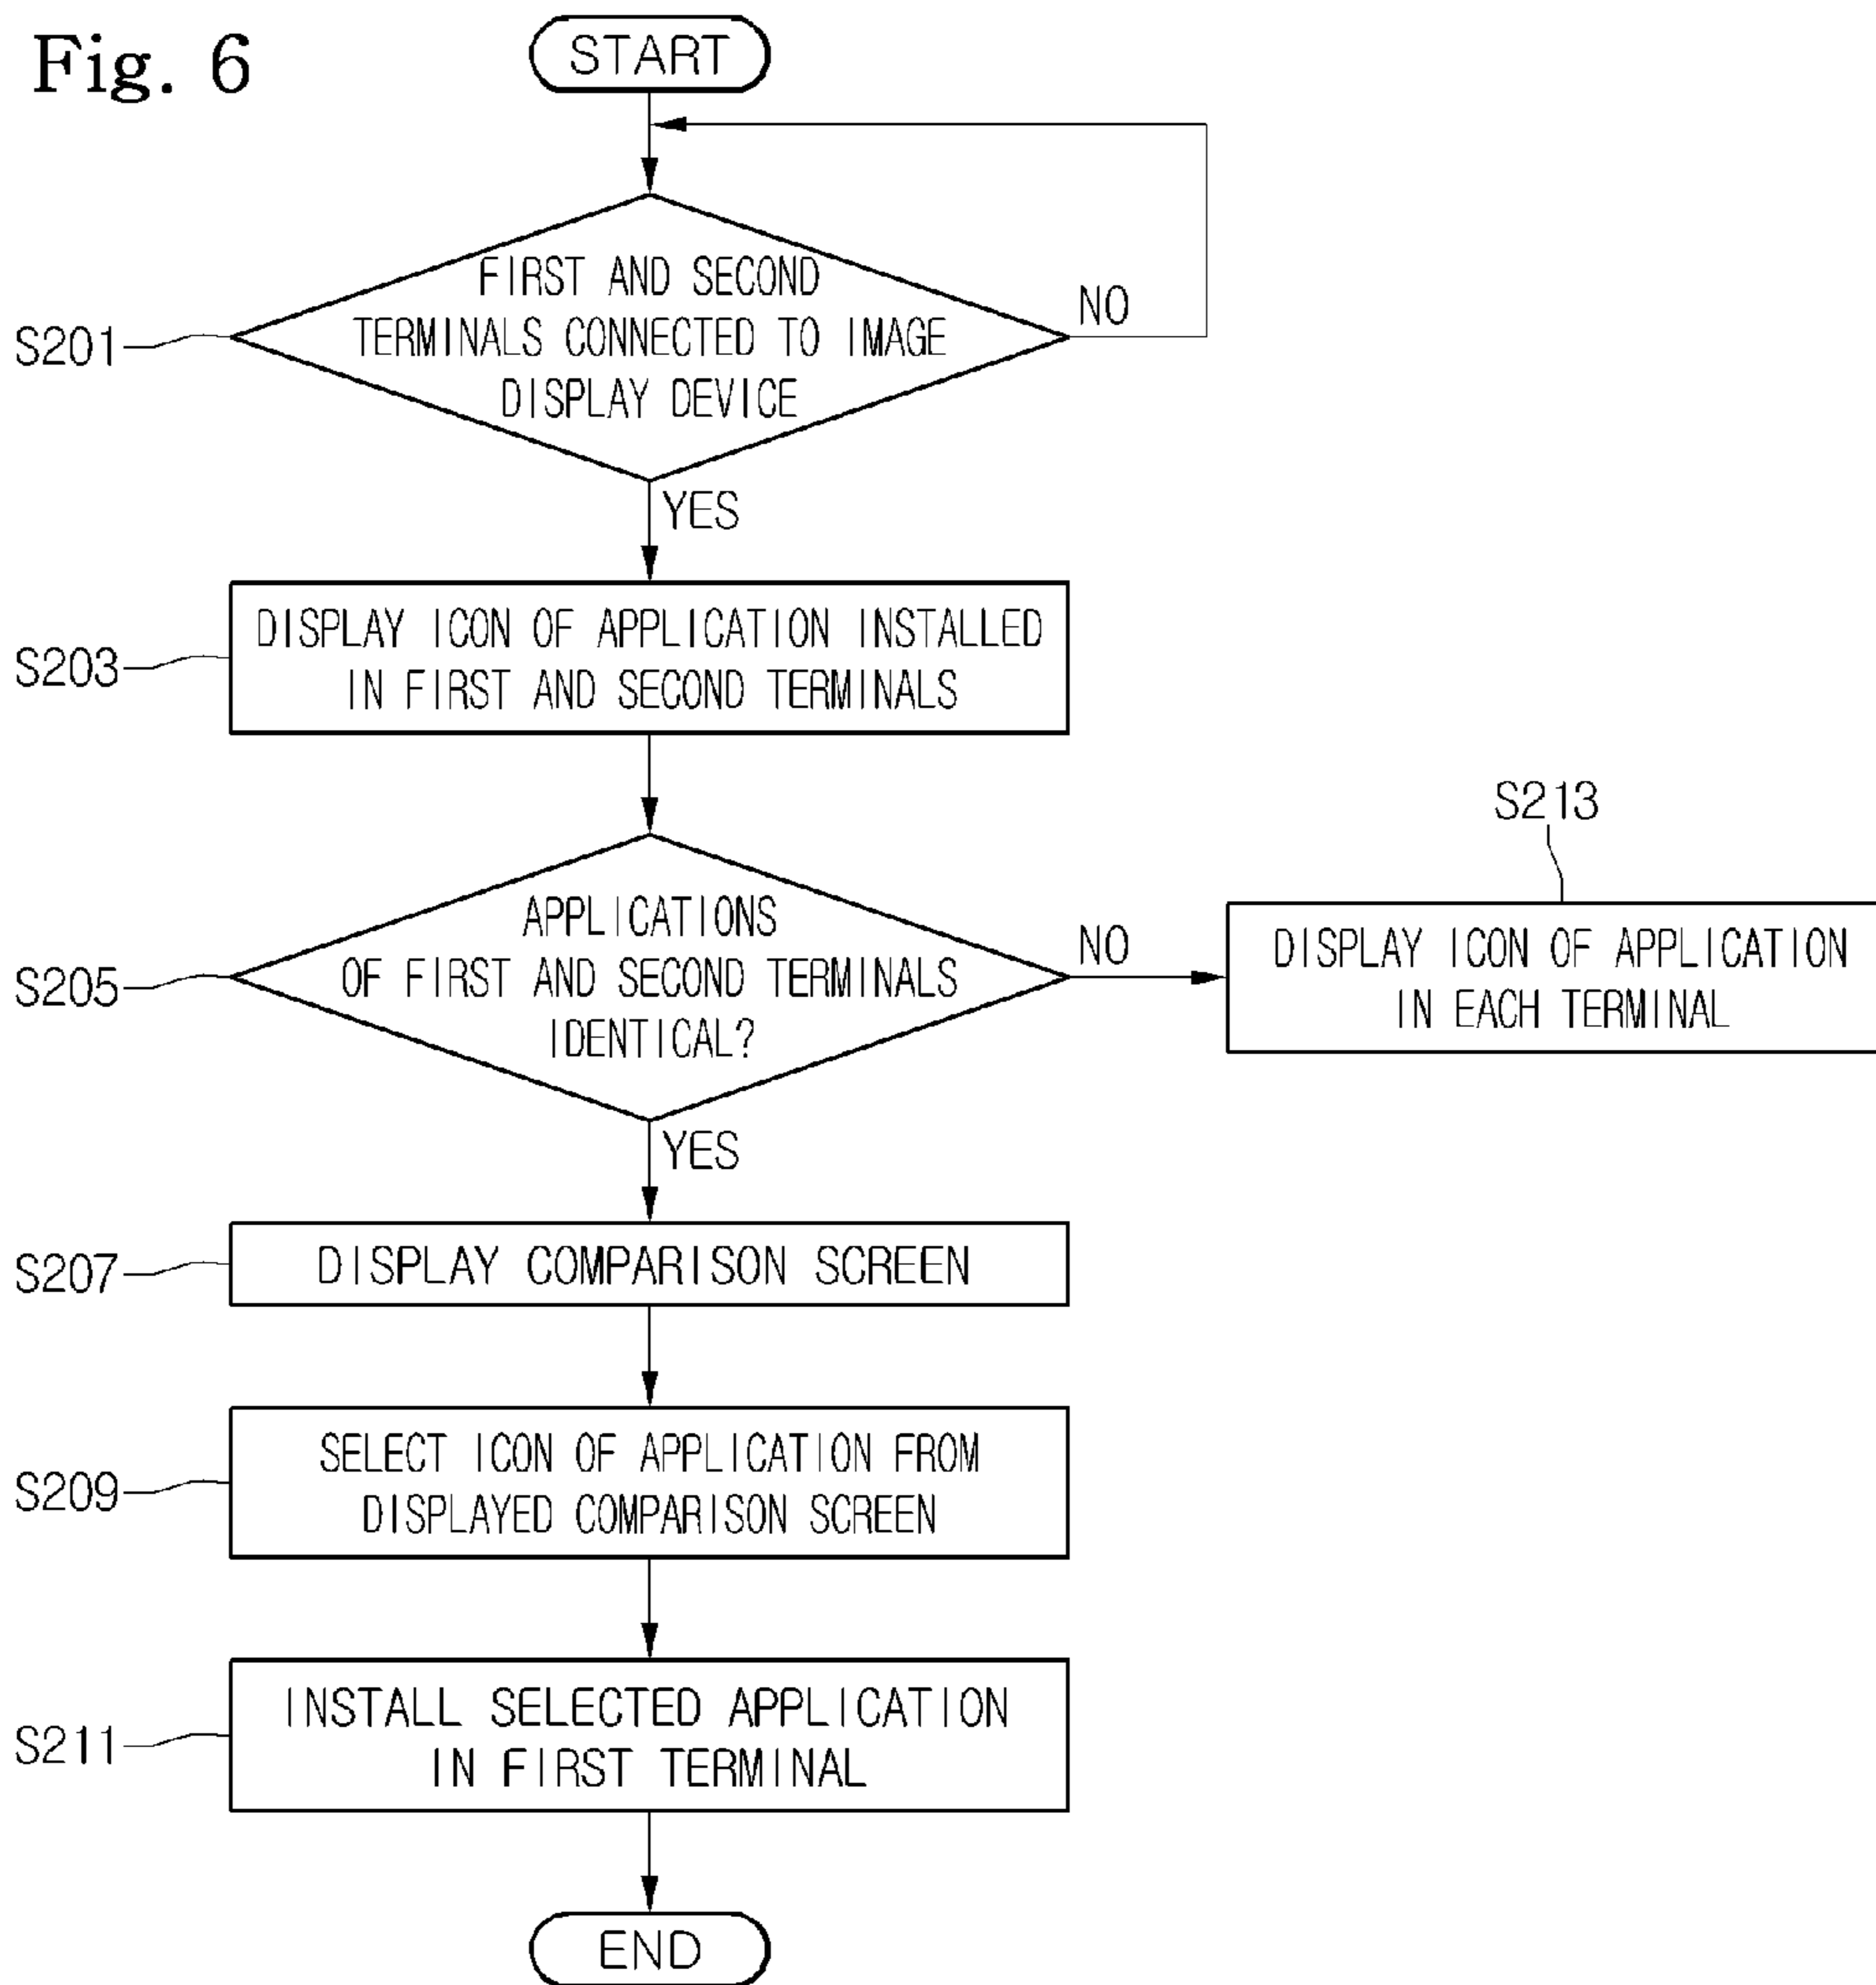 Fig. 6
START
FIRST AND SECOND
TERMINALS CONNECTED TO IMAGE
DISPLAY DEVICE
NO
S201
YES
DISPLAY ICON OF APPLICATION INSTALLED
IN FIRST AND SECOND TERMINALS
S203
S213
APPLICATIONS
OF FIRST AND SECOND TERMINALS
IDENTICAL?
NO
S205
DISPLAY ICON OF APPLICATION
IN EACH TERMINAL
YES
S207
DISPLAY COMPARISON SCREEN
S209
SELECT ICON OF APPLICATION FROM
DISPLAYED COMPARISON SCREEN
S211
INSTALL SELECTED APPLICATION
IN FIRST TERMINAL
END